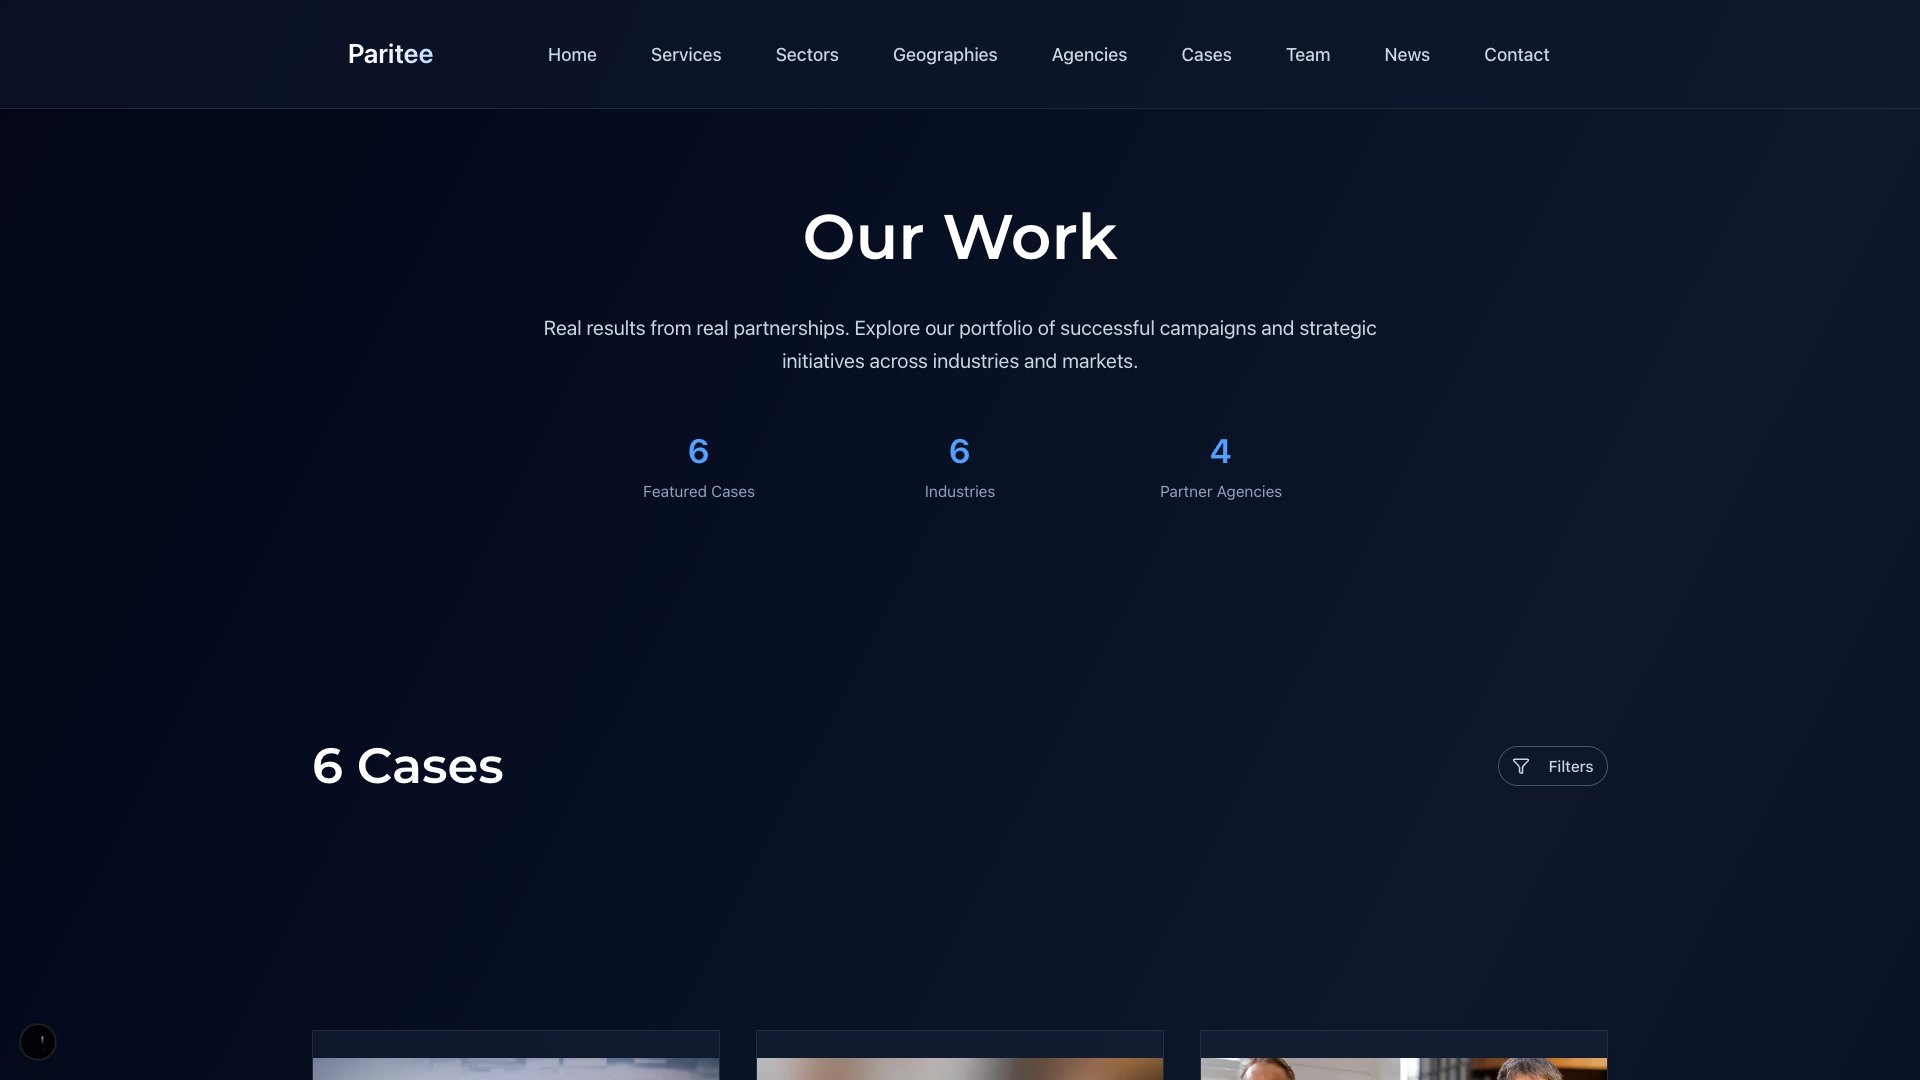 Paritee
Home
Services
Sectors
Geographies
Agencies
Cases
Team
News
Contact
Our Work
Real results from real partnerships. Explore our portfolio of successful campaigns and strategic
initiatives across industries and markets.
6
Featured Cases
6
Industries
4
Partner Agencies
6 Cases
Filters